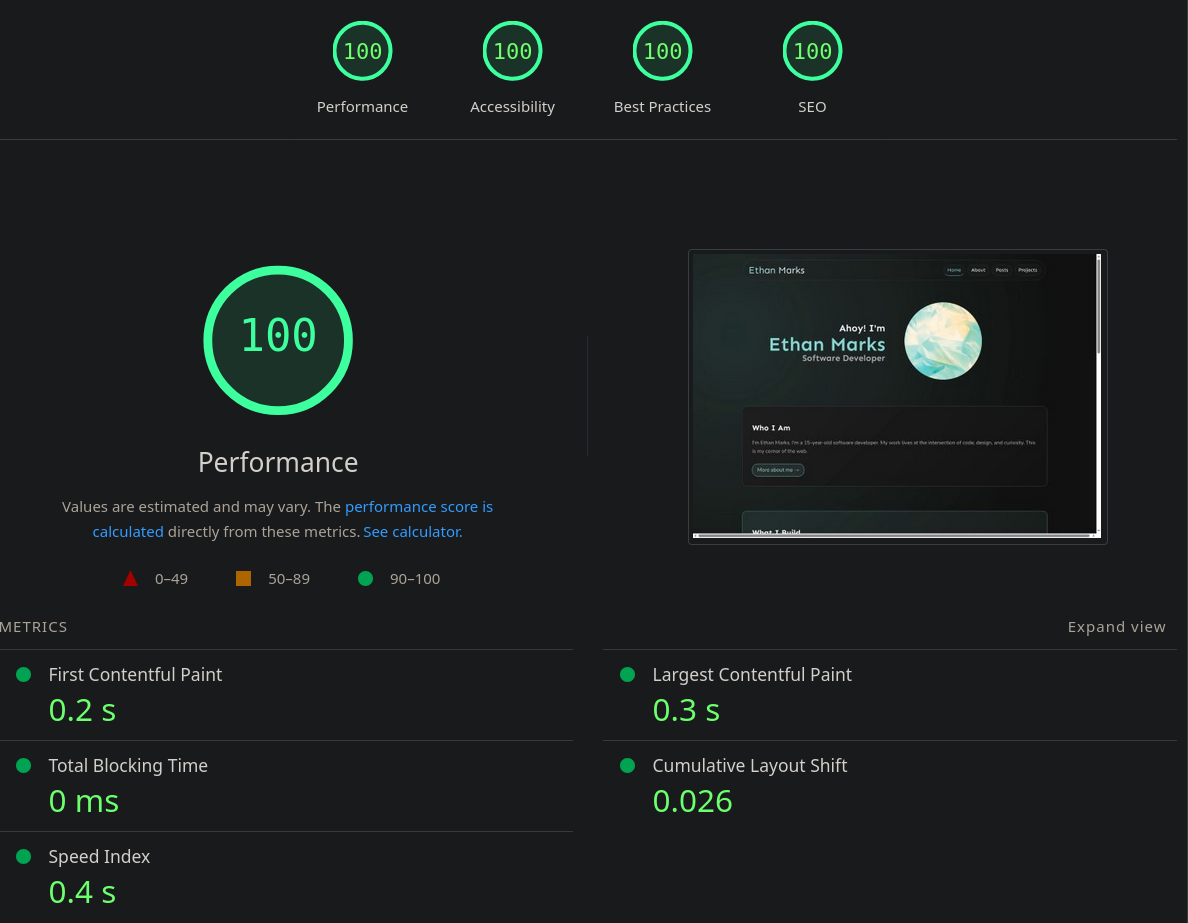 100
100
100
100
Performance
Accessibility
Best Practices
SEO
100
Performance
Values are estimated and may vary. The performance score is
calculated directly from these metrics. See calculator.
0–49
50–89
90–100
Ethan Marks
Home
About
Posts
Projects
Ahoy! I'm
Ethan Marks
Software Developer
Who I Am
I'm Ethan Marks. I'm a 15-year-old software developer. My work lives at the intersection of code, design, and curiosity. This
is my corner of the web.
More about me →
What I Build
METRICS
Expand view
First Contentful Paint
0.2 s
Largest Contentful Paint
0.3 s
Total Blocking Time
0 ms
Cumulative Layout Shift
0.026
Speed Index
0.4 s